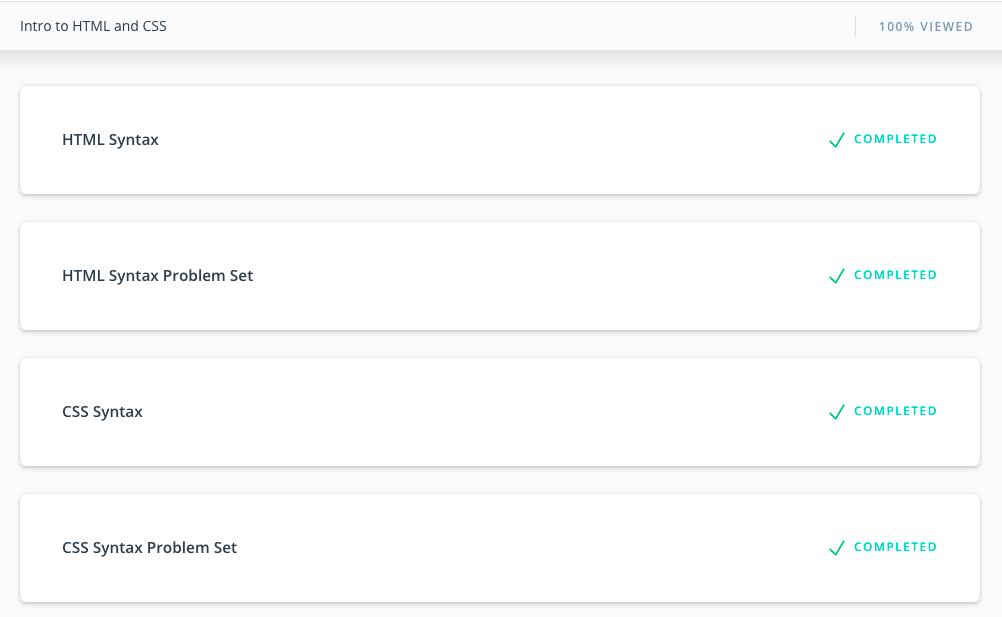 Intro to HTML and CSS
100% VIEWED
HTML Syntax
COMPLETED
HTML Syntax Problem Set
COMPLETED
CSS Syntax
COMPLETED
CSS Syntax Problem Set
COMPLETED